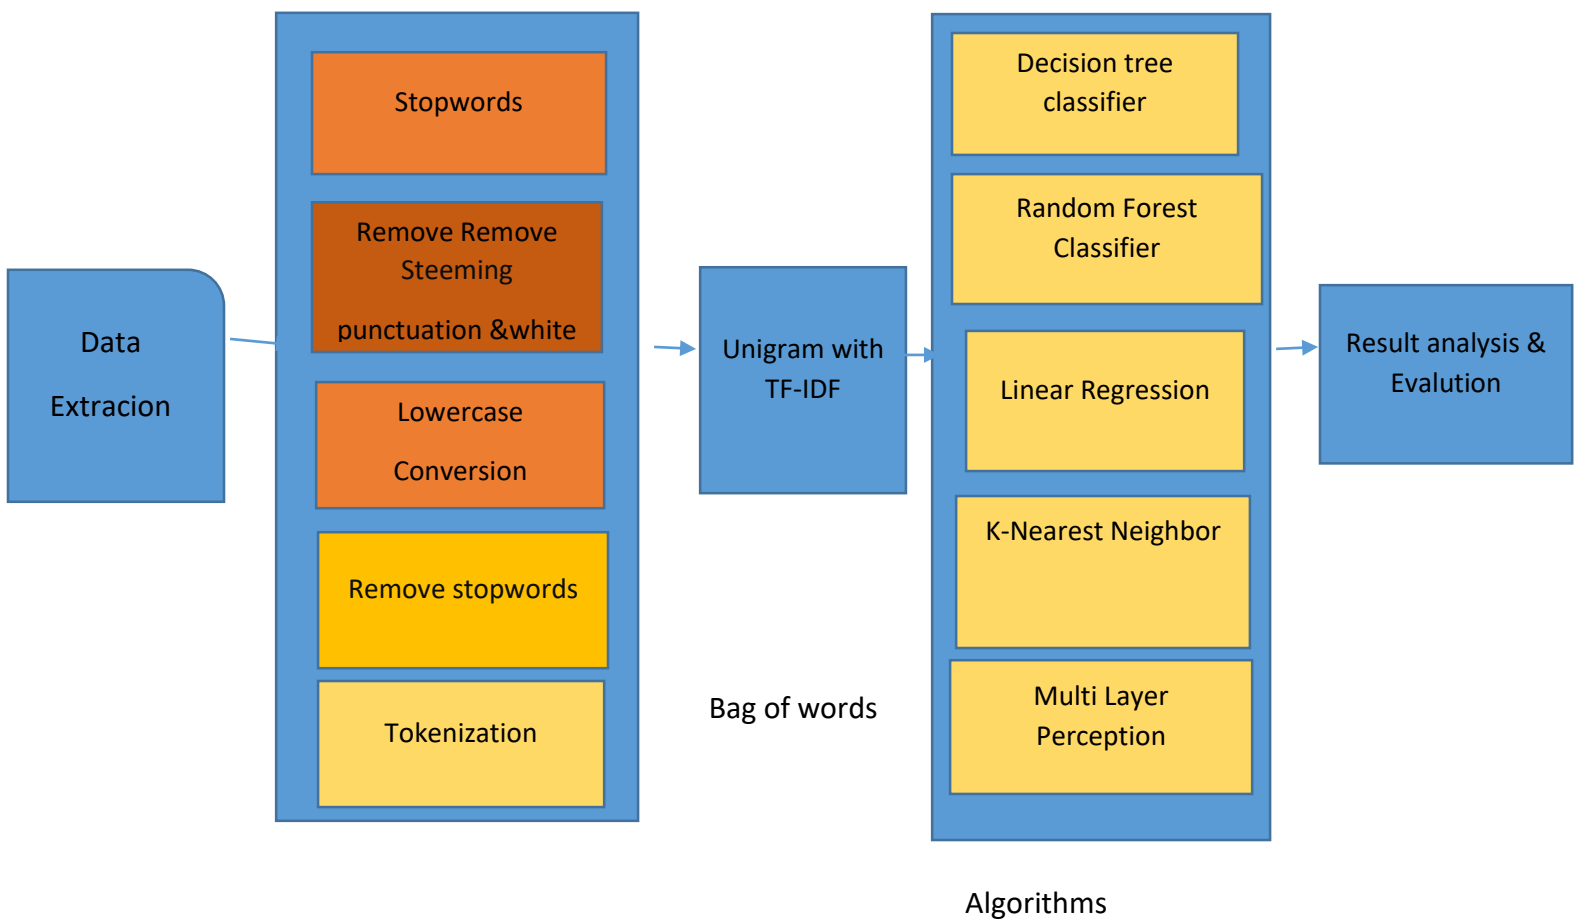 Data
Extracion
Stopwords
Remove Remove
Steeming
punctuation &white
Lowercase
Conversion
Remove stopwords
Tokenization
Unigram with
TF-IDF
Bag of words
Decision tree
classifier
Random Forest
Classifier
Linear Regression
K-Nearest Neighbor
Multi Layer
Perception
Algorithms
Result analysis &
Evalution